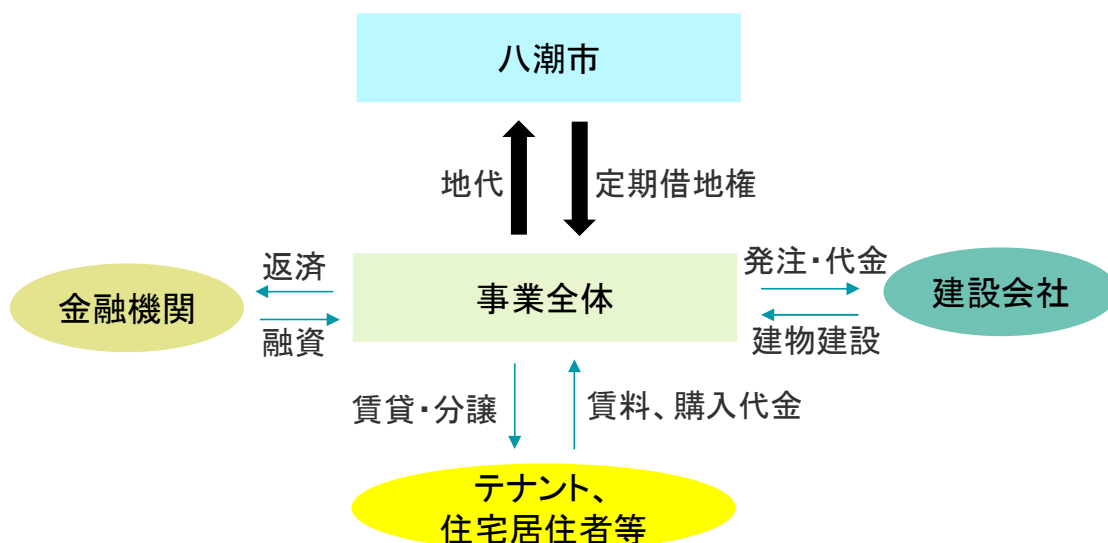 八潮市
地代
定期借地権
返済
発注・代金
金融機関
事業全体
建設会社
融資
建物建設
賃貸・分譲
賃料、購入代金
テナント、
住宅居住者等